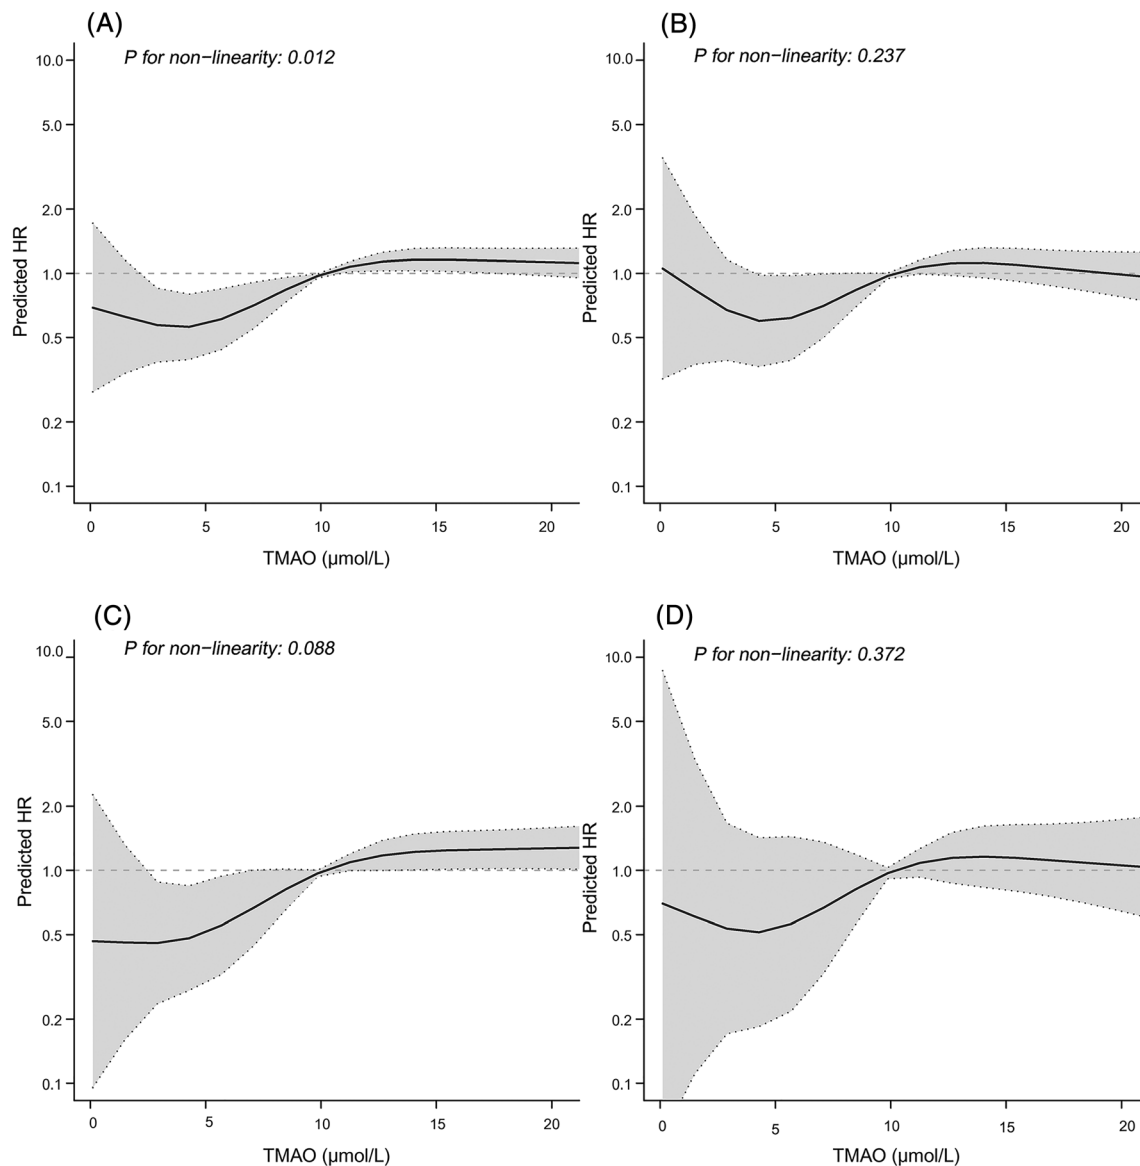 (A)
P for non−linearity: 0.012
10.0
5.0
2.0
1.0
0.5
0.2
0.1
Predicted HR
0 5 10 15 20
TMAO (μmol/L)
(B)
P for non−linearity: 0.237
10.0
5.0
2.0
1.0
0.5
0.2
0.1
Predicted HR
0 5 10 15 20
TMAO (μmol/L)
(C)
P for non−linearity: 0.088
10.0
5.0
2.0
1.0
0.5
0.2
0.1
Predicted HR
0 5 10 15 20
TMAO (μmol/L)
(D)
P for non−linearity: 0.372
10.0
5.0
2.0
1.0
0.5
0.2
0.1
Predicted HR
0 5 10 15 20
TMAO (μmol/L)